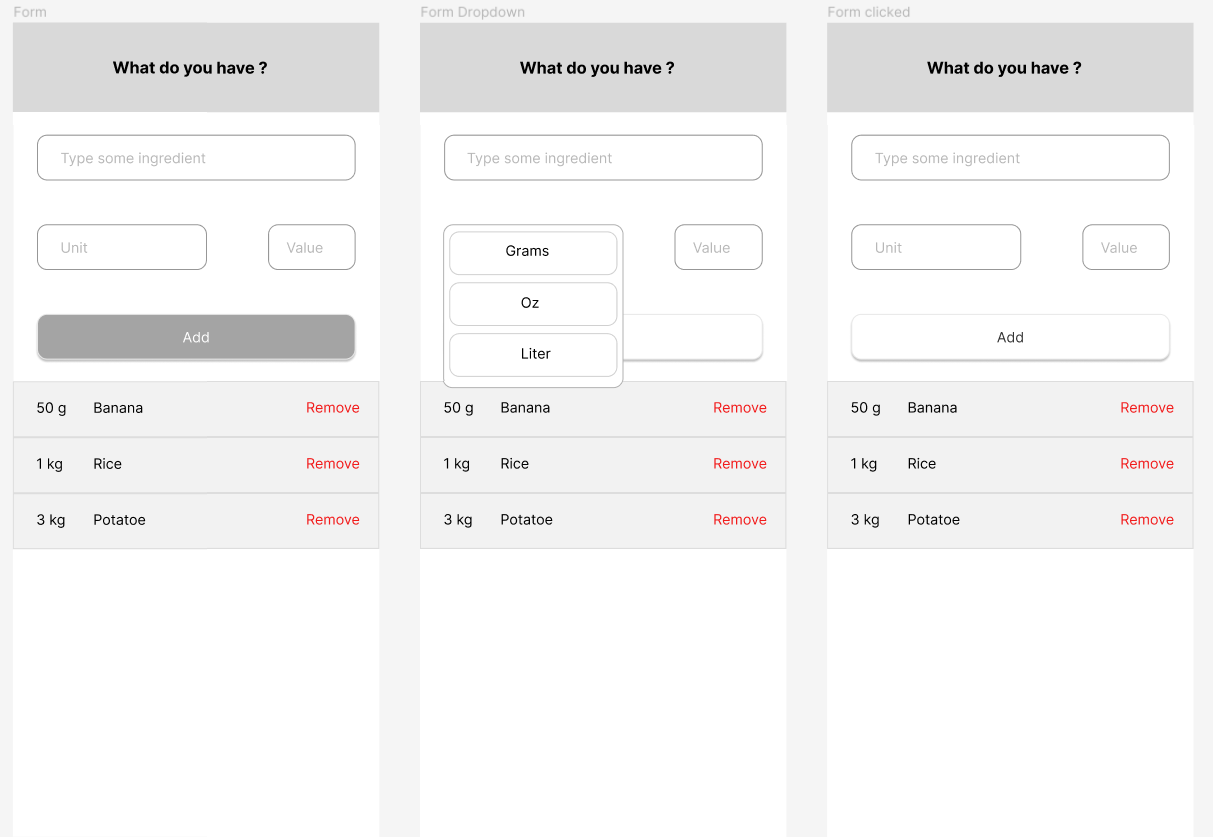 Form
What do you have ?
Type some ingredient
Unit
Value
Add
50 g Banana Remove
1 kg Rice Remove
3 kg Potatoe Remove
Form Dropdown
What do you have ?
Type some ingredient
Grams
Oz
Liter
Value
50 g Banana Remove
1 kg Rice Remove
3 kg Potatoe Remove
Form clicked
What do you have ?
Type some ingredient
Unit
Value
Add
50 g Banana Remove
1 kg Rice Remove
3 kg Potatoe Remove